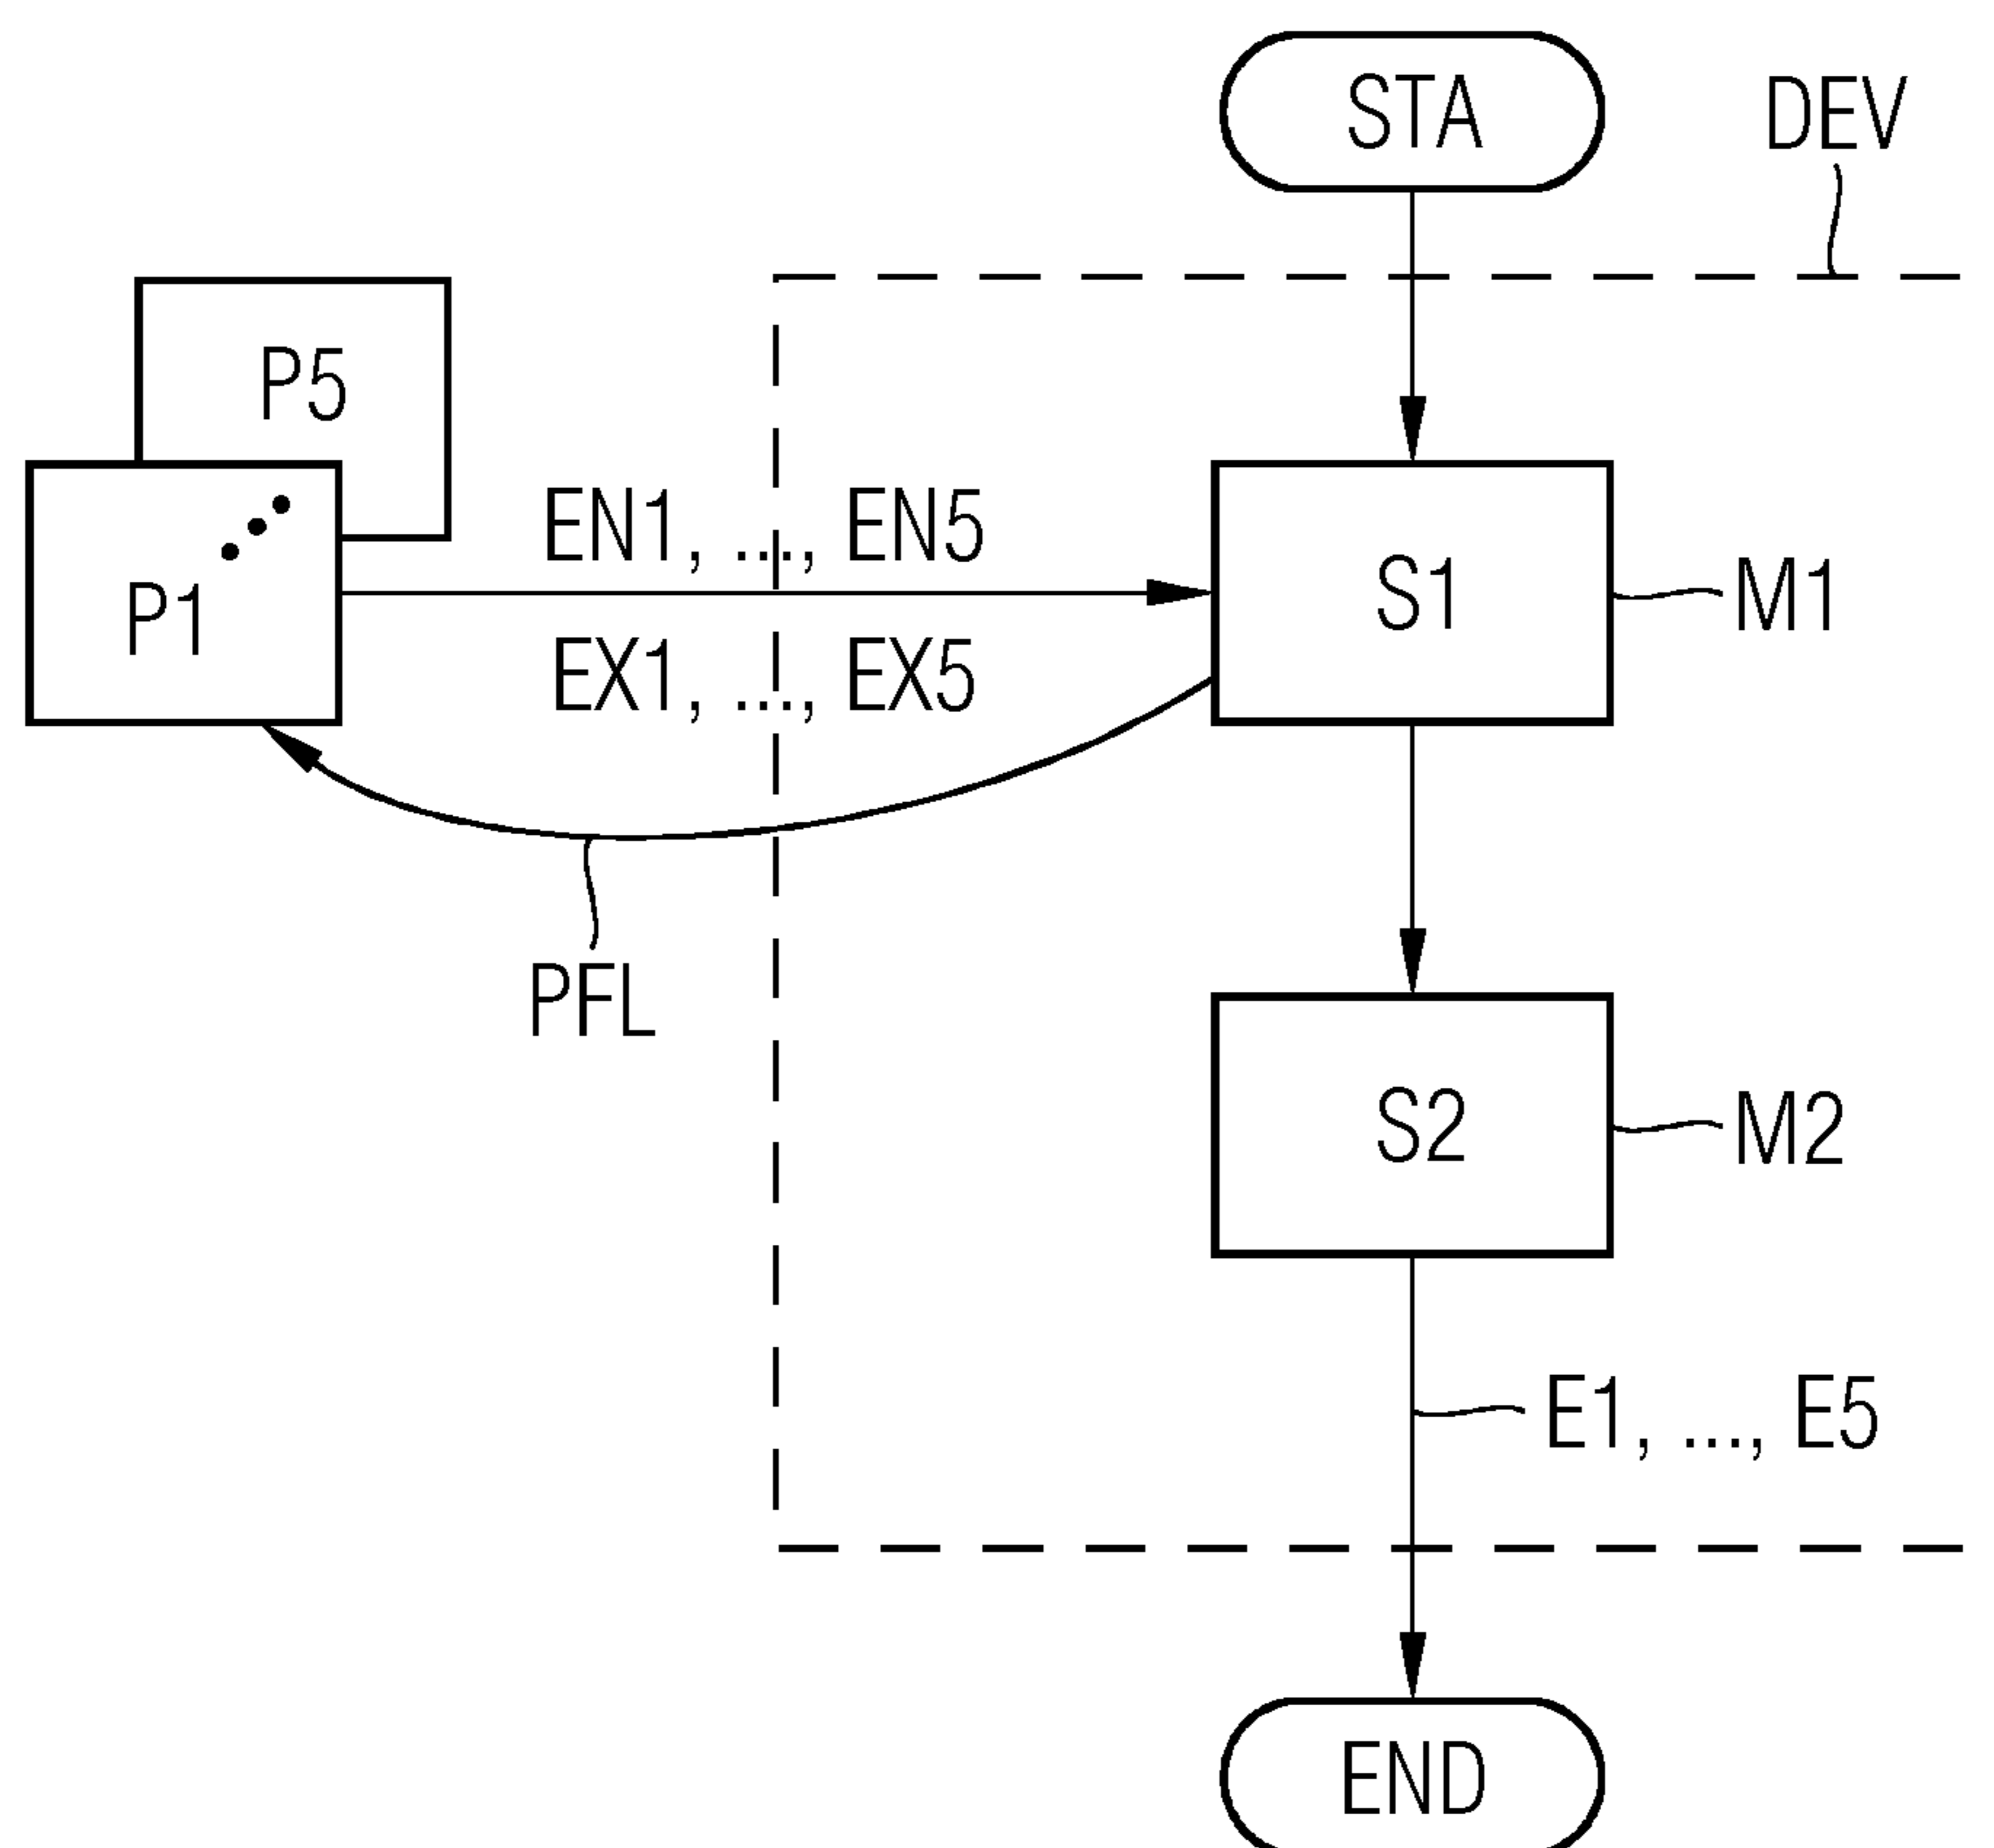 STA
DEV
P5
EN1, ..., EN5
P1
S1
M1
EX1, ..., EX5
PFL
S2
M2
E1, ..., E5
END